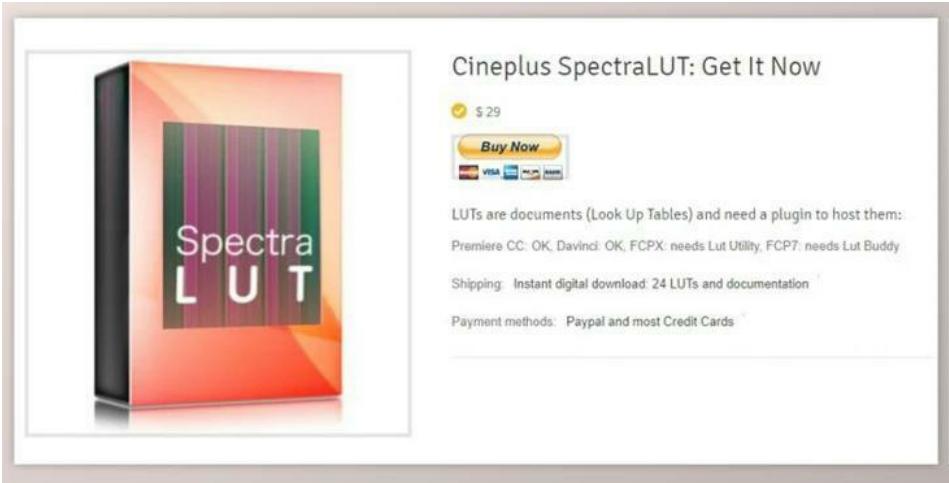 Cineplus SpectraLUT: Get It Now
$ 29
Buy Now
VISA
LUTs are documents (Look Up Tables) and need a plugin to host them:
Premiere CC: OK, Davinci: OK, FCPX: needs Lut Utility, FCP7: needs Lut Buddy
Shipping: Instant digital download: 24 LUTs and documentation
Payment methods: Paypal and most Credit Cards
Spectra
LUT